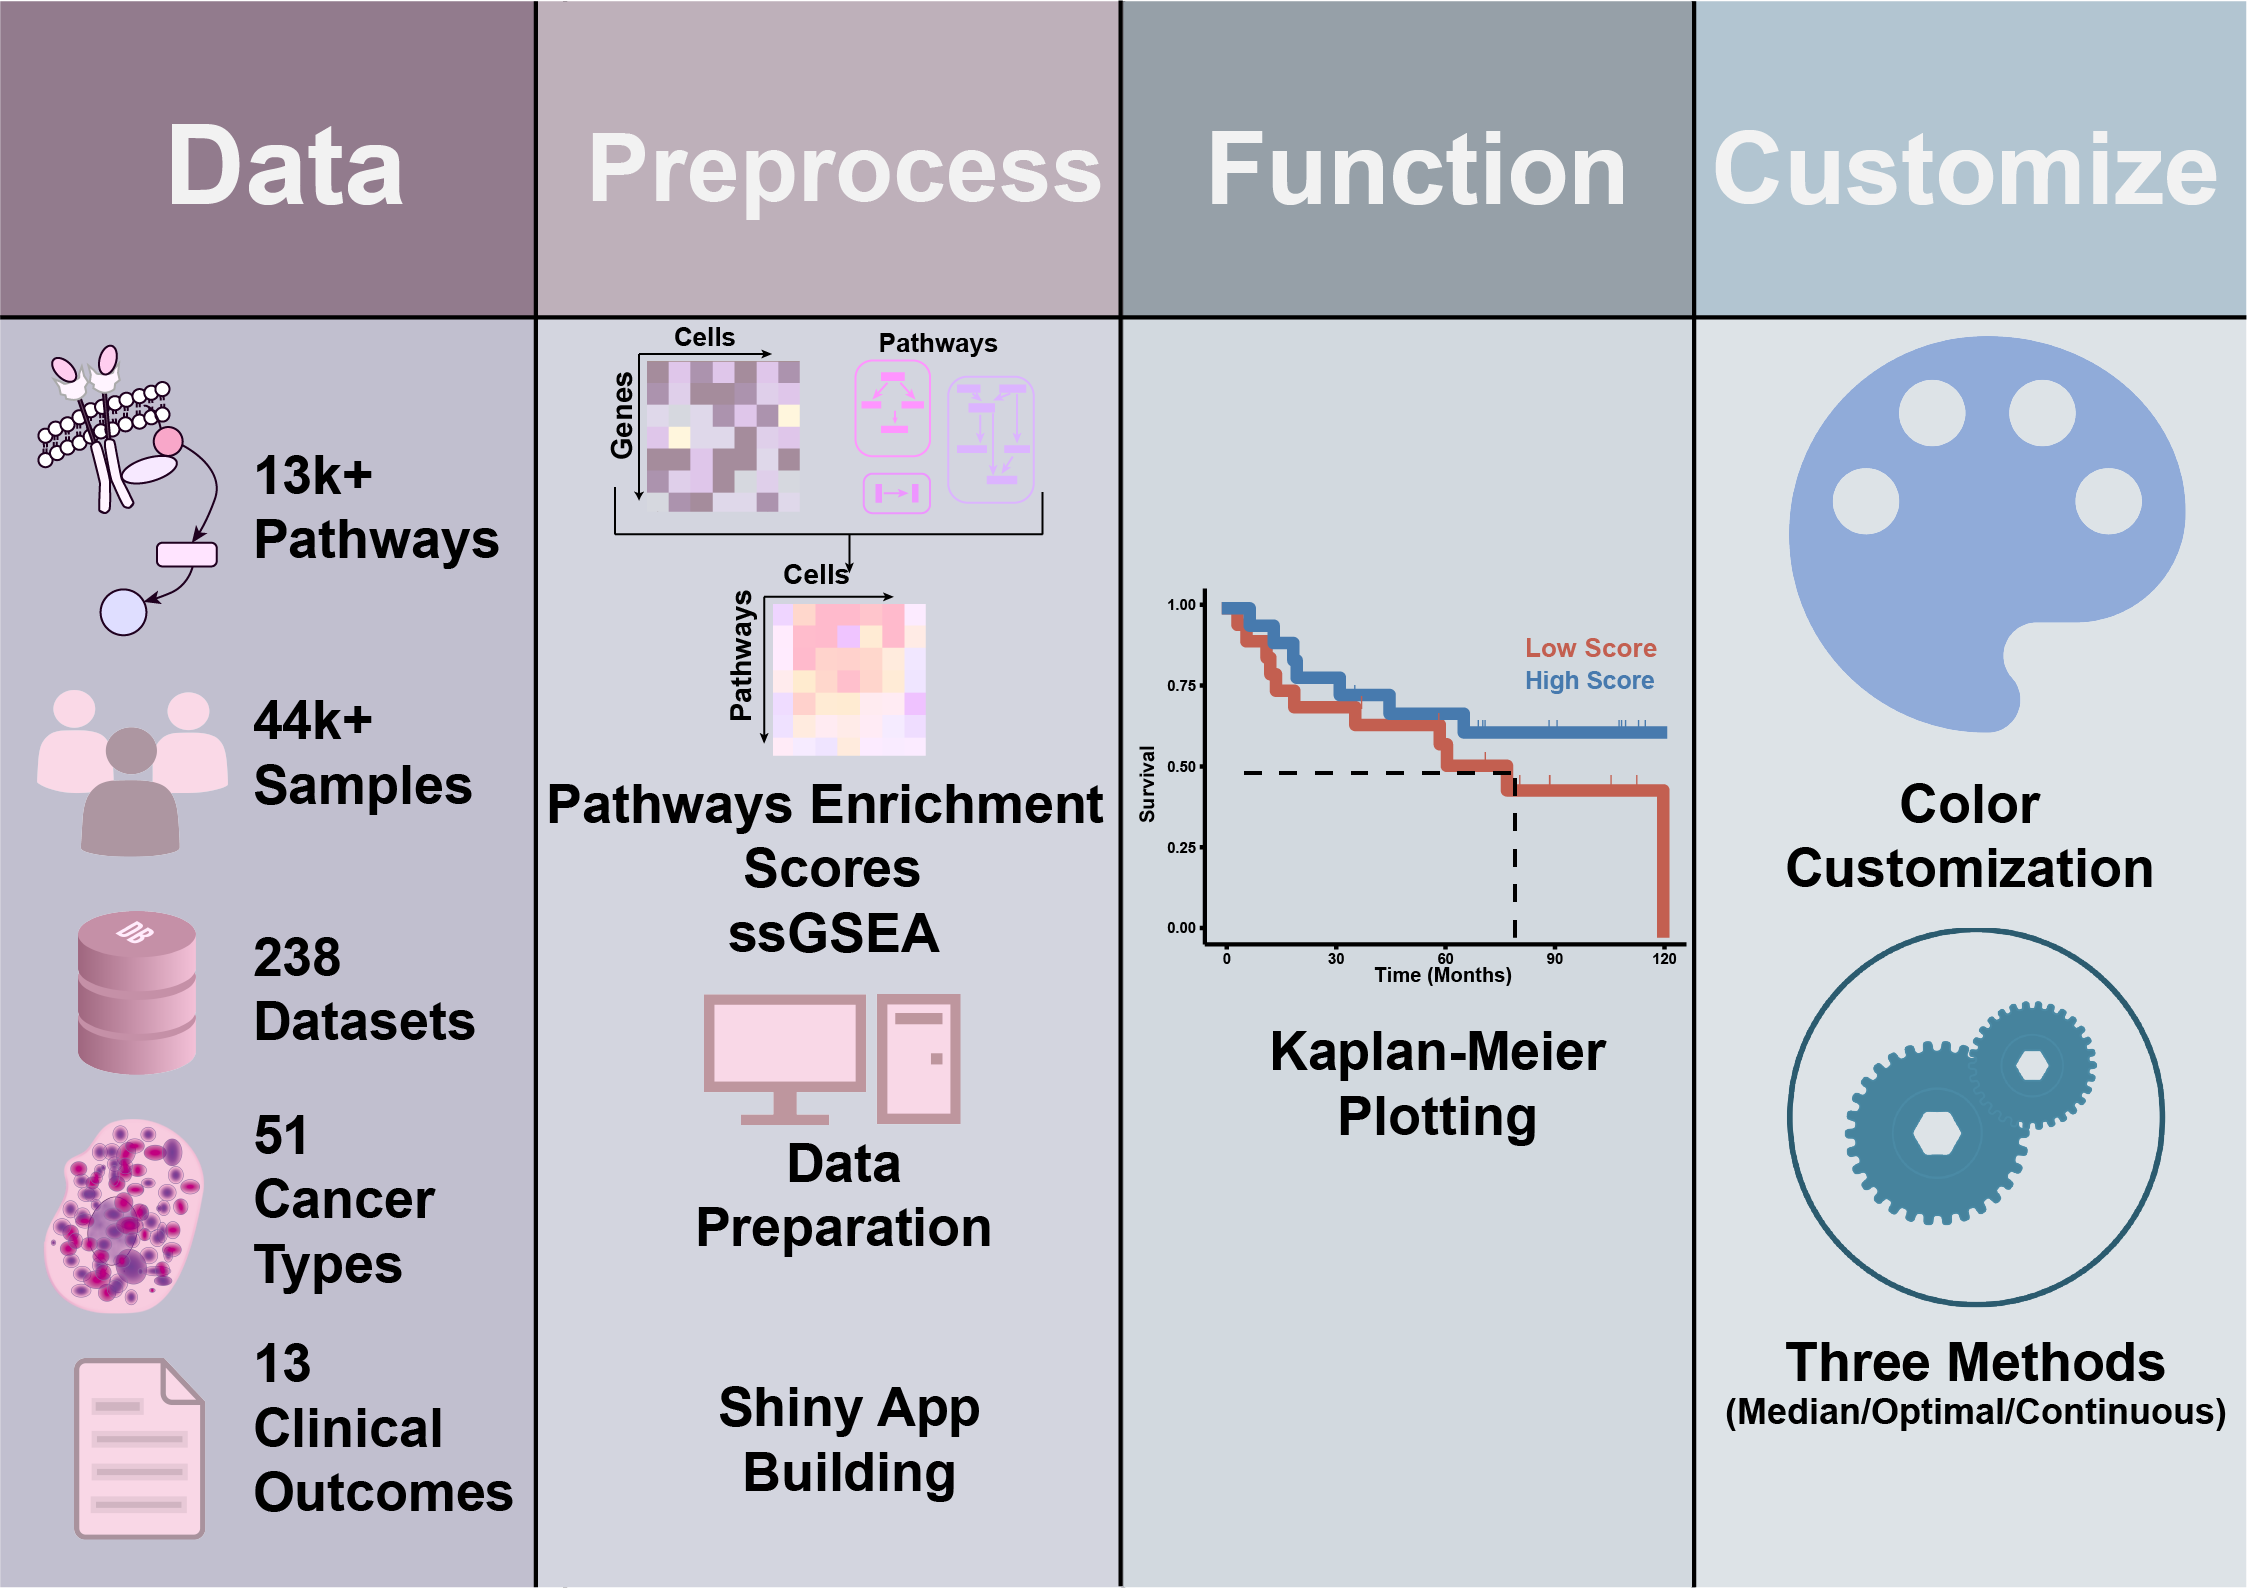 Data
Preprocess
Function
Customize
13k+
Pathways
44k+
Samples
DB
238
Datasets
51
Cancer
Types
13
Clinical
Outcomes
Cells
Genes
Pathways
Cells
Pathways
Pathways Enrichment
Scores
ssGSEA
Data
Preparation
Shiny App
Building
1.00
0.75
0.50
0.25
0.00
Survival
Low Score
High Score
0 30 60 90 120
Time (Months)
Kaplan-Meier
Plotting
Color
Customization
Three Methods
(Median/Optimal/Continuous)